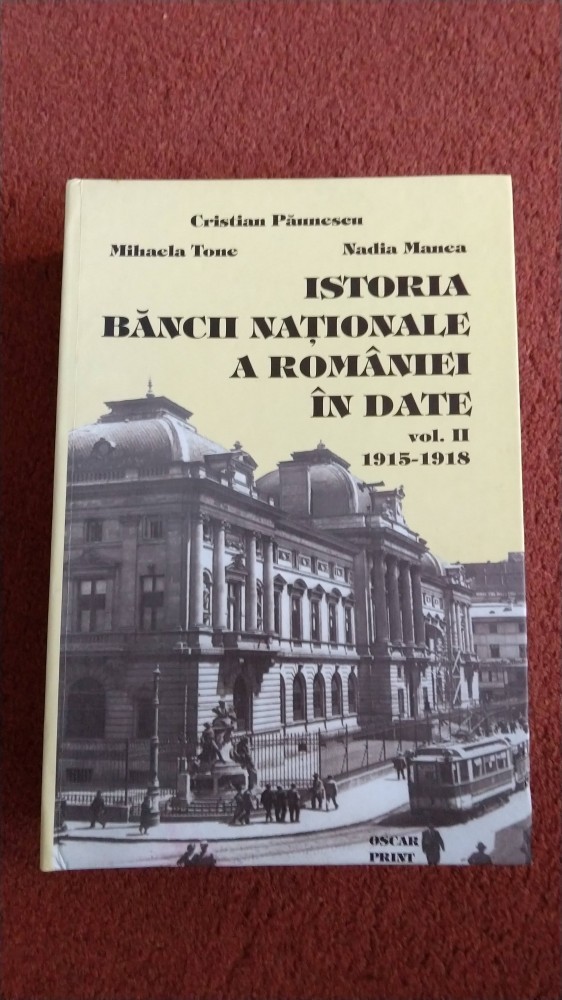 Cristian Păunescu
Mihaela Tone Nadia Manea
ISTORIA
BĂNCII NAȚIONALE
A ROMÂNIEI
ÎN DATE
vol. II
1915-1918
OSCAR
PRINT